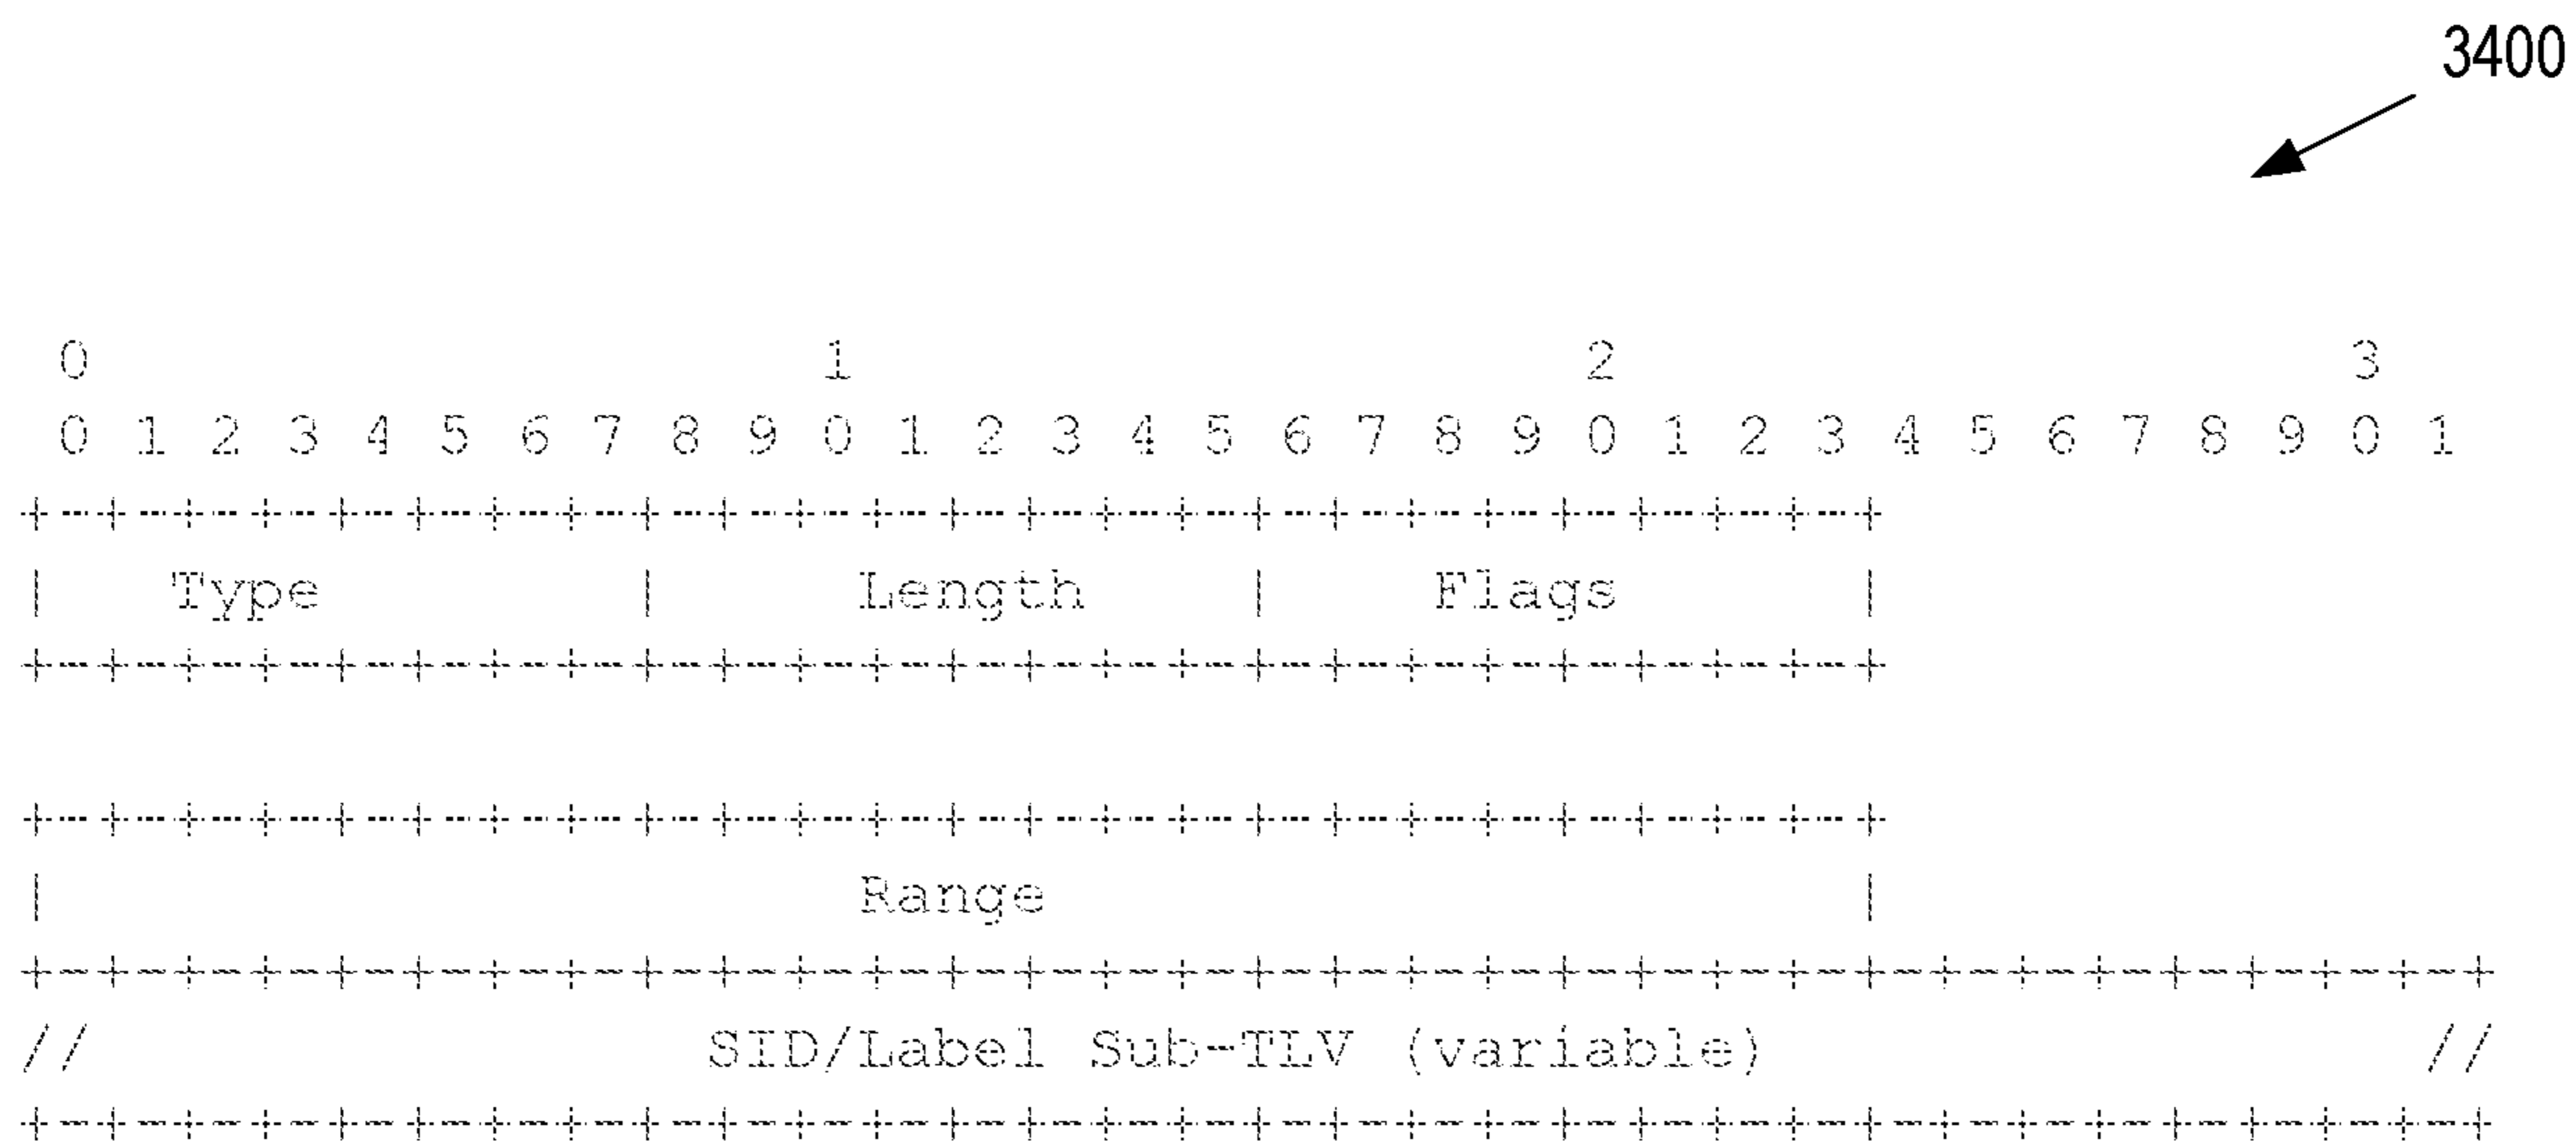 3400
 0                   1                   2                   3
 0 1 2 3 4 5 6 7 8 9 0 1 2 3 4 5 6 7 8 9 0 1 2 3 4 5 6 7 8 9 0 1
+-+-+-+-+-+-+-+-+-+-+-+-+-+-+-+-+-+-+-+-+-+-+-+-+
|   Type        |     Length    |    Flags      |
+-+-+-+-+-+-+-+-+-+-+-+-+-+-+-+-+-+-+-+-+-+-+-+-+
+-+-+-+-+-+-+-+-+-+-+-+-+-+-+-+-+-+-+-+-+-+-+-+-+
|                     Range                     |
+-+-+-+-+-+-+-+-+-+-+-+-+-+-+-+-+-+-+-+-+-+-+-+-+-+-+-+-+-+-+-+-+
//                SID/Label Sub-TLV (variable)                 //
+-+-+-+-+-+-+-+-+-+-+-+-+-+-+-+-+-+-+-+-+-+-+-+-+-+-+-+-+-+-+-+-+